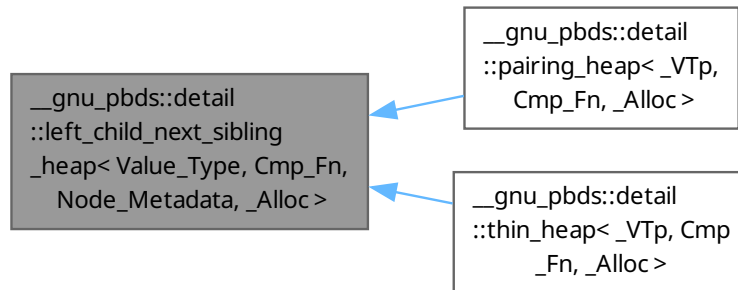 __gnu_pbds::detail
::left_child_next_sibling
_heap< Value_Type, Cmp_Fn,
Node_Metadata, _Alloc >
__gnu_pbds::detail
::pairing_heap< _VTp,
Cmp_Fn, _Alloc >
__gnu_pbds::detail
::thin_heap< _VTp, Cmp
_Fn, _Alloc >